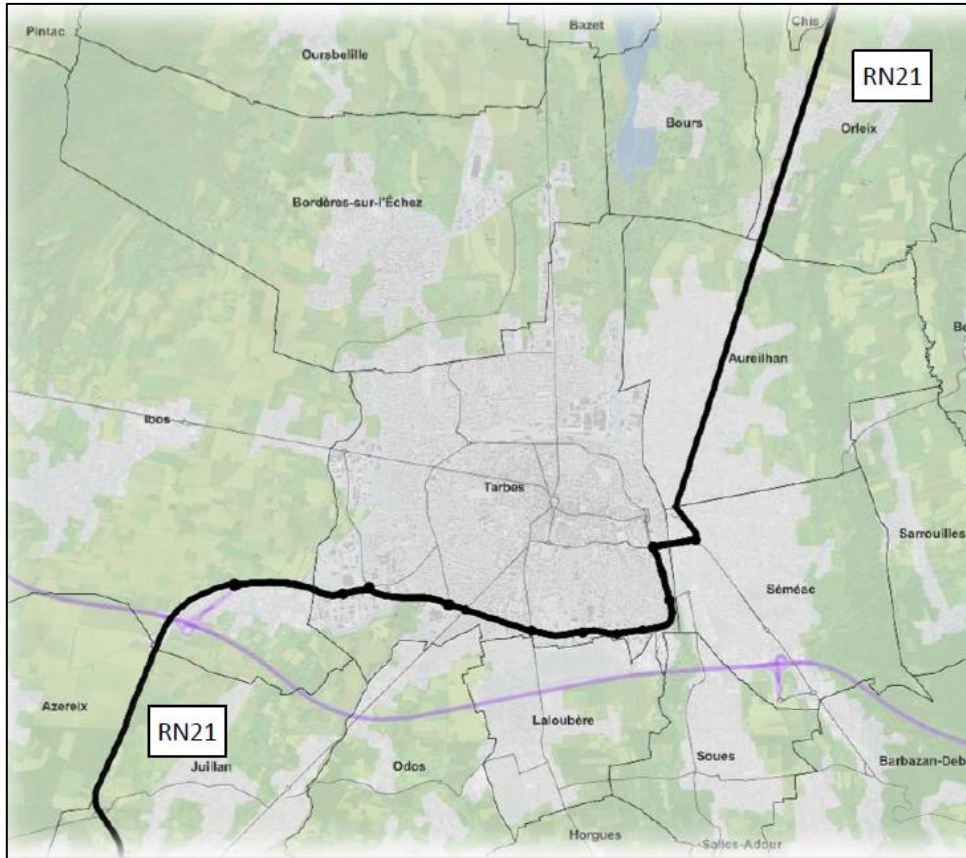 Pintac
Oursbelille
Bazet
Chis
RN21
Bours
Orleix
Bordères-sur-l'Échez
Aureilhan
Ibos
Tarbes
Sarrouilles
Séméac
Azereix
RN21
Juillan
Odos
Laloubère
Soues
Barbazan-Deb
Horgues
Salles-Adour
Bo